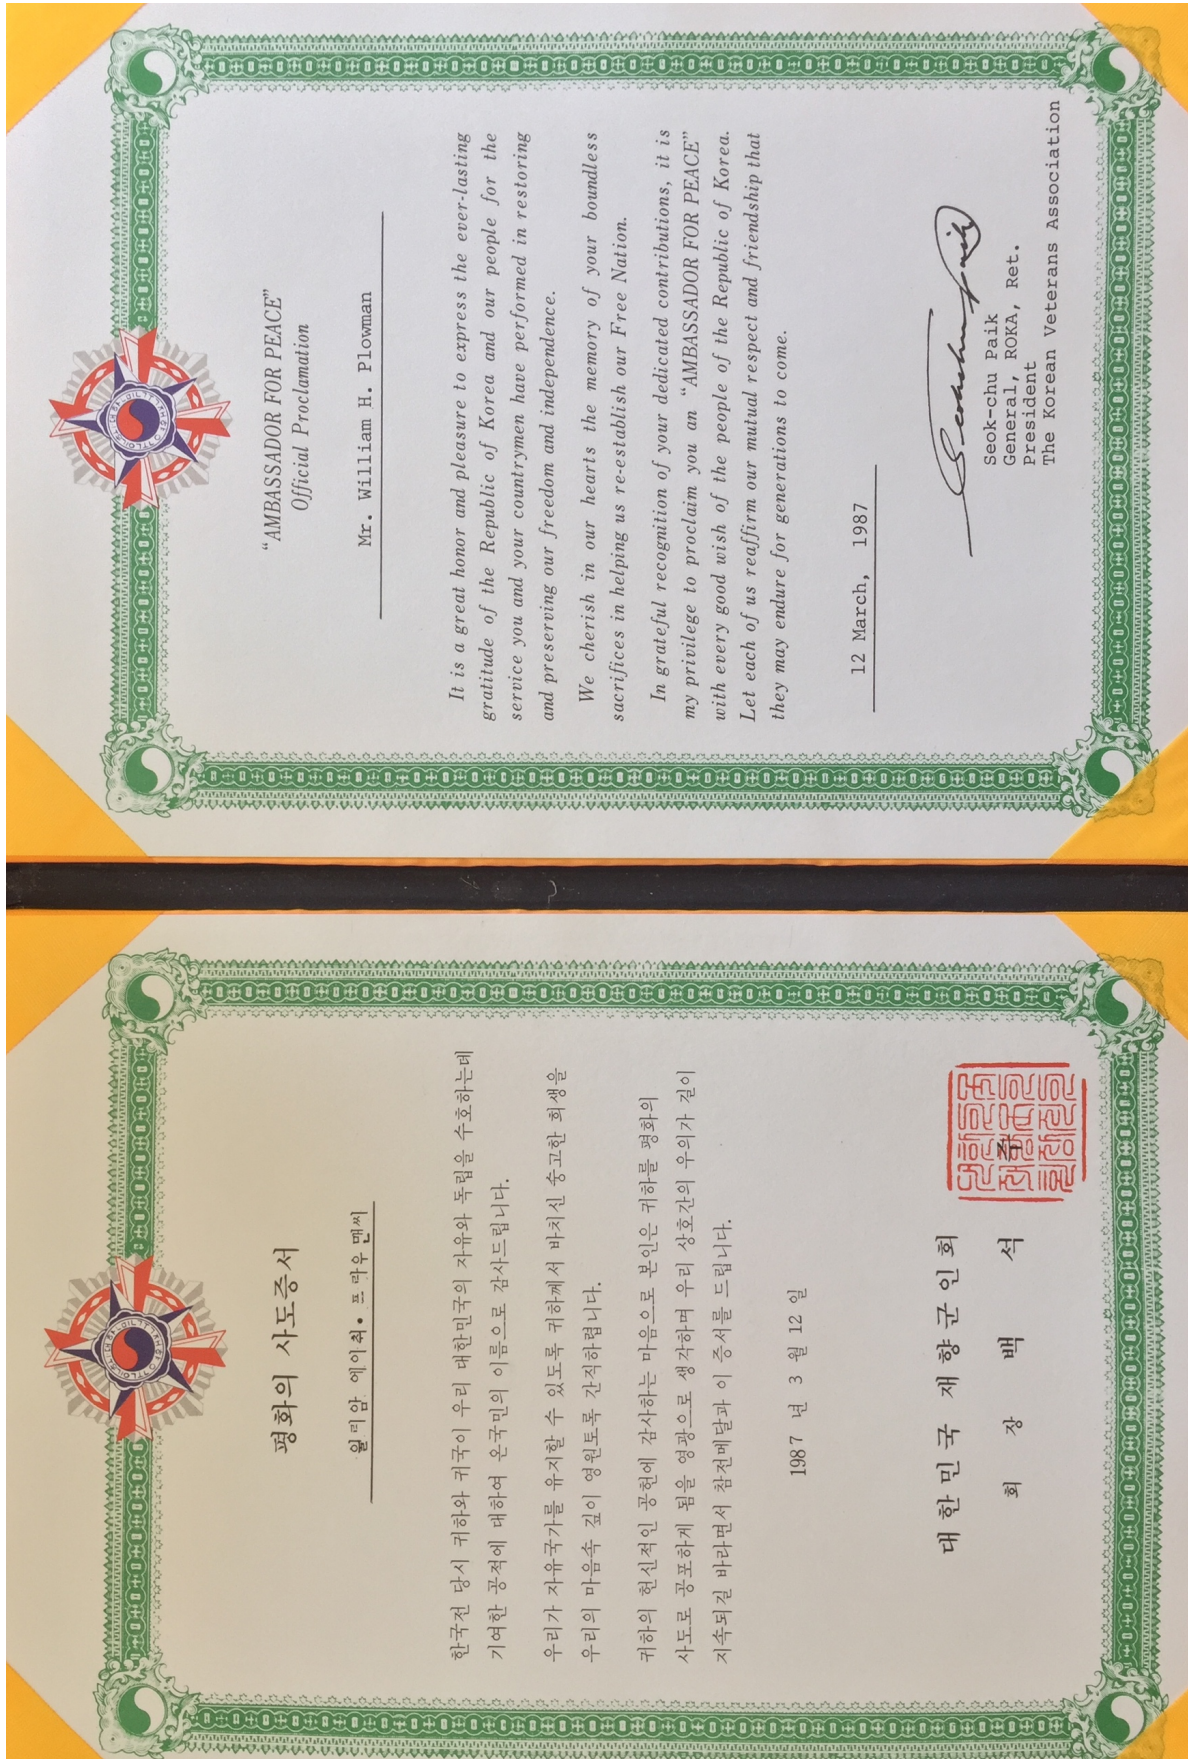 평화의 사도증서
윌리암 에이취. 프라우맨씨
한국전 당시 귀하와 귀국이 우리 대한민국의 자유와 독립을 수호하는데
기여한 공적에 대하여 온국민의 이름으로 감사드립니다.
우리가 자유국가를 유지할 수 있도록 귀하께서 바치신 숭고한 희생을
우리의 마음속 깊이 영원토록 간직하렵니다.
귀하의 헌신적인 공헌에 감사하는 마음으로 본인은 귀하를 평화의
사도로 공포하게 됨을 영광으로 생각하며 우리 상호간의 우의가 길이
지속되길 바라면서 참전메달과 이 증서를 드립니다.
1987 년 3 월 12 일
대한민국 재향군인회
회 장 백 석 주
"AMBASSADOR FOR PEACE"
Official Proclamation
Mr. William H. Plowman
It is a great honor and pleasure to express the ever-lasting
gratitude of the Republic of Korea and our people for the
service you and your countrymen have performed in restoring
and preserving our freedom and independence.
We cherish in our hearts the memory of your boundless
sacrifices in helping us re-establish our Free Nation.
In grateful recognition of your dedicated contributions, it is
my privilege to proclaim you an "AMBASSADOR FOR PEACE"
with every good wish of the people of the Republic of Korea.
Let each of us reaffirm our mutual respect and friendship that
they may endure for generations to come.
12 March, 1987
Seok-chu Paik
General, ROKA, Ret.
President
The Korean Veterans Association